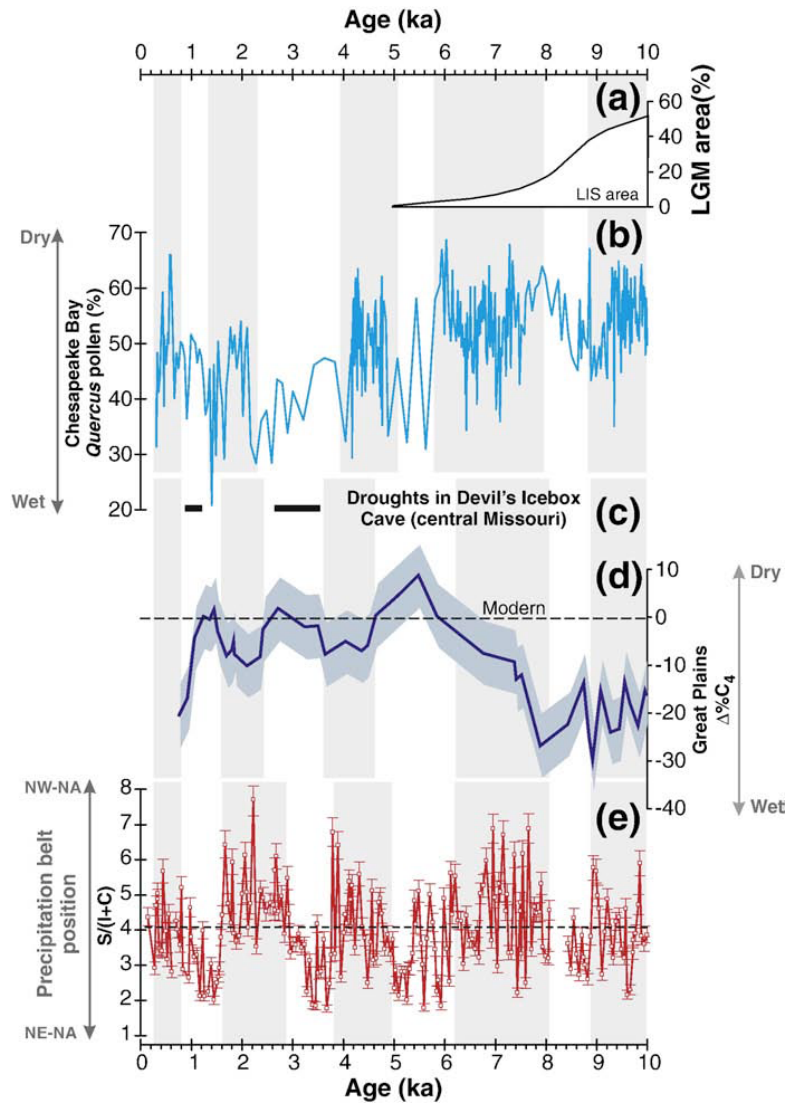 Age (ka)
0 1 2 3 4 5 6 7 8 9 10
(a)
60
40
20
0
LGM area(%)
LIS area
(b)
Dry
Wet
Chesapeake Bay
Quercus pollen (%)
70
60
50
40
30
20
Droughts in Devil's Icebox
Cave (central Missouri)
(c)
(d)
Modern
10
0
-10
-20
-30
-40
Great Plains
Δ%C₄
Dry
Wet
(e)
NW-NA
NE-NA
Precipitation belt
position
S/(I+C)
8
7
6
5
4
3
2
1
0 1 2 3 4 5 6 7 8 9 10
Age (ka)